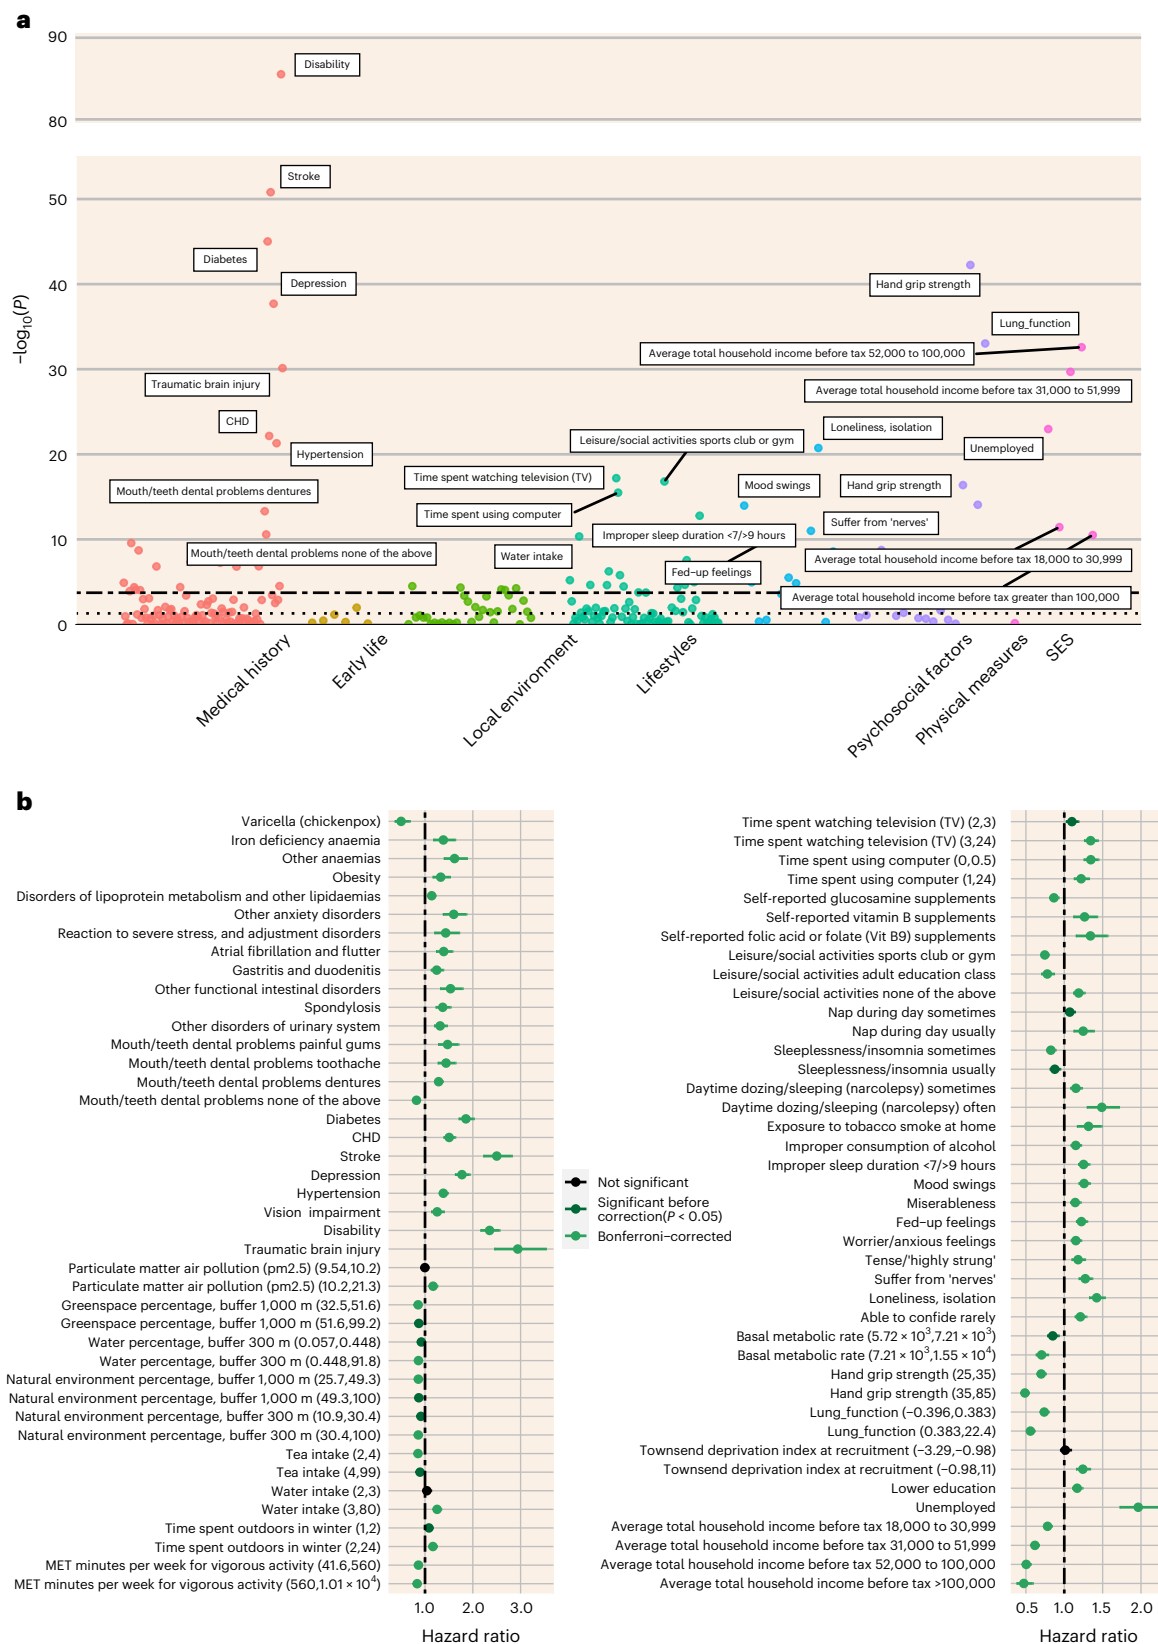 a
90
80
50
40
30
20
10
0
−log10(P)
Disability
Stroke
Diabetes
Depression
Hand grip strength
Lung_function
Average total household income before tax 52,000 to 100,000
Traumatic brain injury
Average total household income before tax 31,000 to 51,999
CHD
Loneliness, isolation
Leisure/social activities sports club or gym
Unemployed
Hypertension
Time spent watching television (TV)
Mood swings
Hand grip strength
Mouth/teeth dental problems dentures
Time spent using computer
Suffer from 'nerves'
Improper sleep duration <7/>9 hours
Mouth/teeth dental problems none of the above
Water intake
Average total household income before tax 18,000 to 30,999
Fed-up feelings
Average total household income before tax greater than 100,000
Medical history
Early life
Local environment
Lifestyles
Psychosocial factors
Physical measures
SES
b
Varicella (chickenpox)
Iron deficiency anaemia
Other anaemias
Obesity
Disorders of lipoprotein metabolism and other lipidaemias
Other anxiety disorders
Reaction to severe stress, and adjustment disorders
Atrial fibrillation and flutter
Gastritis and duodenitis
Other functional intestinal disorders
Spondylosis
Other disorders of urinary system
Mouth/teeth dental problems painful gums
Mouth/teeth dental problems toothache
Mouth/teeth dental problems dentures
Mouth/teeth dental problems none of the above
Diabetes
CHD
Stroke
Depression
Hypertension
Vision impairment
Disability
Traumatic brain injury
Particulate matter air pollution (pm2.5) (9.54,10.2)
Particulate matter air pollution (pm2.5) (10.2,21.3)
Greenspace percentage, buffer 1,000 m (32.5,51.6)
Greenspace percentage, buffer 1,000 m (51.6,99.2)
Water percentage, buffer 300 m (0.057,0.448)
Water percentage, buffer 300 m (0.448,91.8)
Natural environment percentage, buffer 1,000 m (25.7,49.3)
Natural environment percentage, buffer 1,000 m (49.3,100)
Natural environment percentage, buffer 300 m (10.9,30.4)
Natural environment percentage, buffer 300 m (30.4,100)
Tea intake (2,4)
Tea intake (4,99)
Water intake (2,3)
Water intake (3,80)
Time spent outdoors in winter (1,2)
Time spent outdoors in winter (2,24)
MET minutes per week for vigorous activity (41.6,560)
MET minutes per week for vigorous activity (560,1.01 × 10⁴)
1.0 2.0 3.0
Hazard ratio
Not significant
Significant before
correction(P < 0.05)
Bonferroni-corrected
Time spent watching television (TV) (2,3)
Time spent watching television (TV) (3,24)
Time spent using computer (0,0.5)
Time spent using computer (1,24)
Self-reported glucosamine supplements
Self-reported vitamin B supplements
Self-reported folic acid or folate (Vit B9) supplements
Leisure/social activities sports club or gym
Leisure/social activities adult education class
Leisure/social activities none of the above
Nap during day sometimes
Nap during day usually
Sleeplessness/insomnia sometimes
Sleeplessness/insomnia usually
Daytime dozing/sleeping (narcolepsy) sometimes
Daytime dozing/sleeping (narcolepsy) often
Exposure to tobacco smoke at home
Improper consumption of alcohol
Improper sleep duration <7/>9 hours
Mood swings
Miserableness
Fed-up feelings
Worrier/anxious feelings
Tense/'highly strung'
Suffer from 'nerves'
Loneliness, isolation
Able to confide rarely
Basal metabolic rate (5.72 × 10³,7.21 × 10³)
Basal metabolic rate (7.21 × 10³,1.55 × 10⁴)
Hand grip strength (25,35)
Hand grip strength (35,85)
Lung_function (−0.396,0.383)
Lung_function (0.383,22.4)
Townsend deprivation index at recruitment (−3.29,−0.98)
Townsend deprivation index at recruitment (−0.98,11)
Lower education
Unemployed
Average total household income before tax 18,000 to 30,999
Average total household income before tax 31,000 to 51,999
Average total household income before tax 52,000 to 100,000
Average total household income before tax >100,000
0.5 1.0 1.5 2.0
Hazard ratio